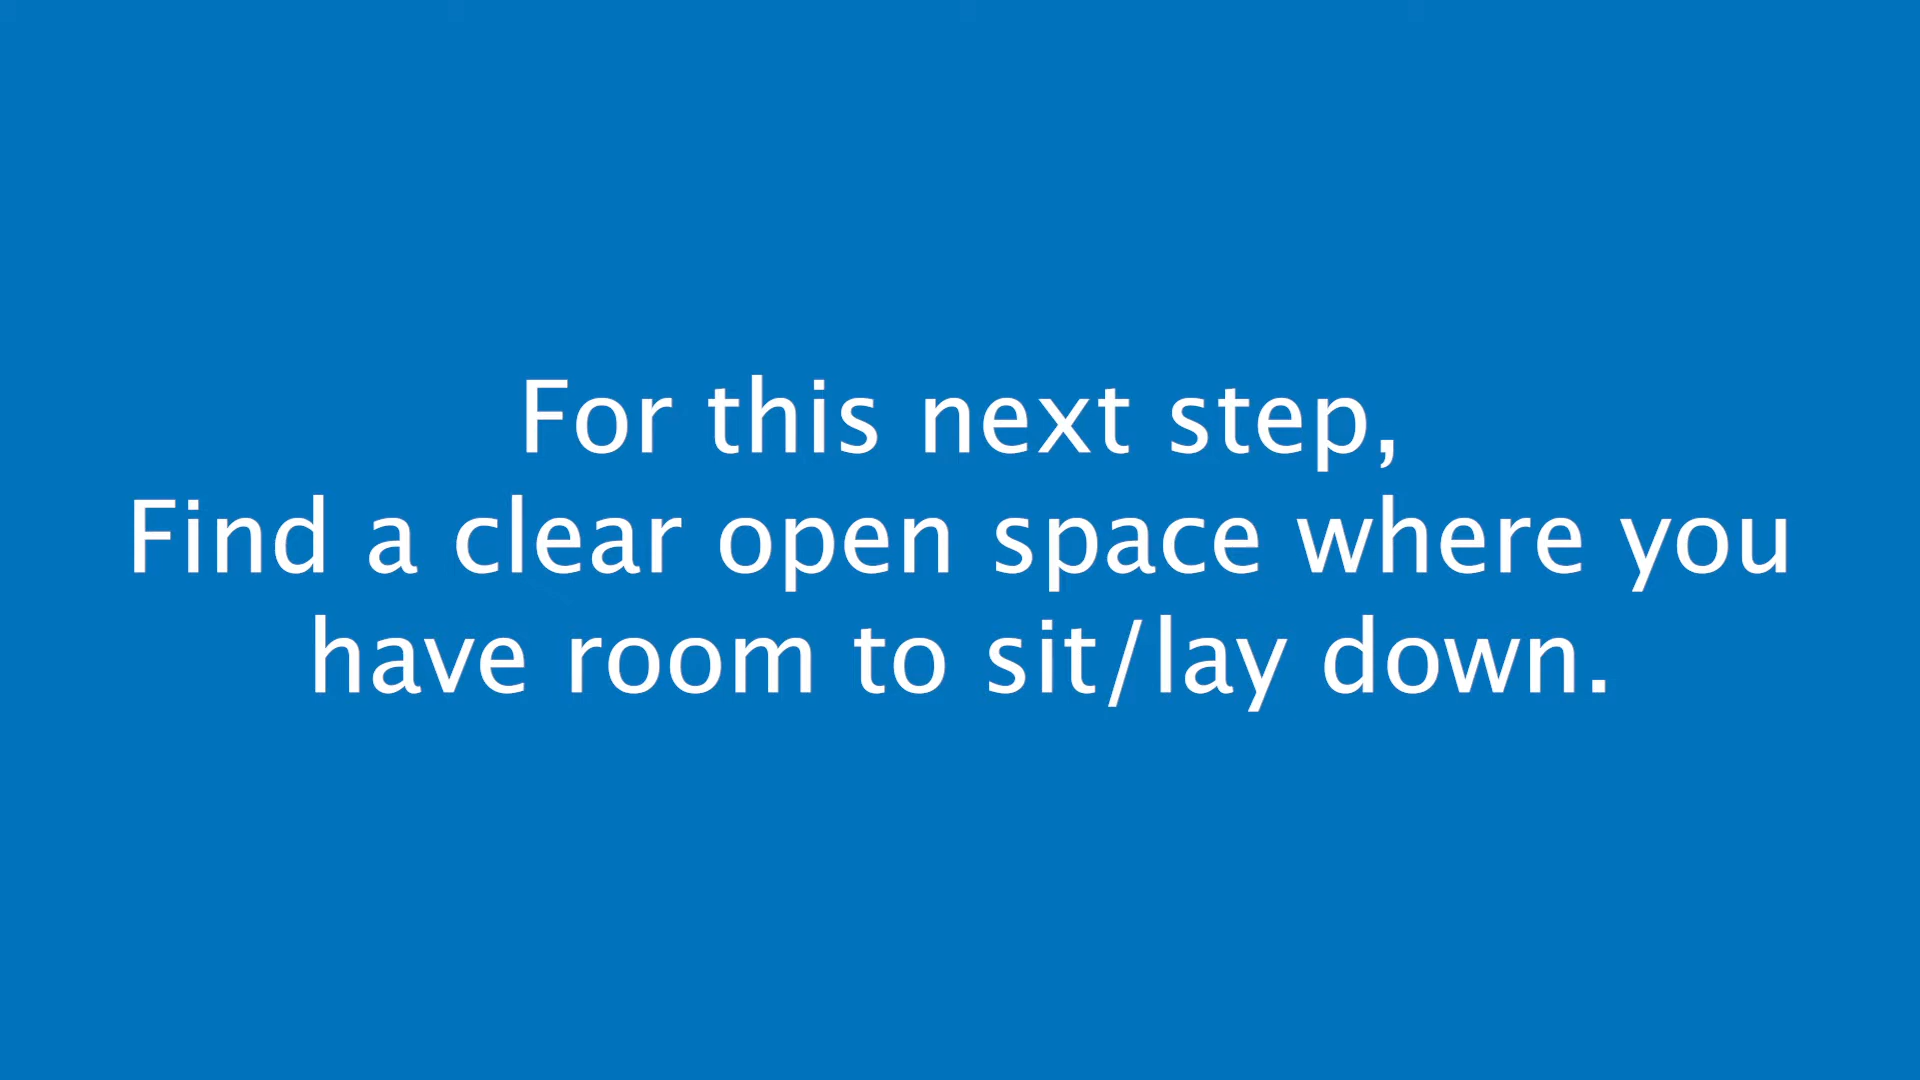 For this next step,
Find a clear open space where you
have room to sit/lay down.